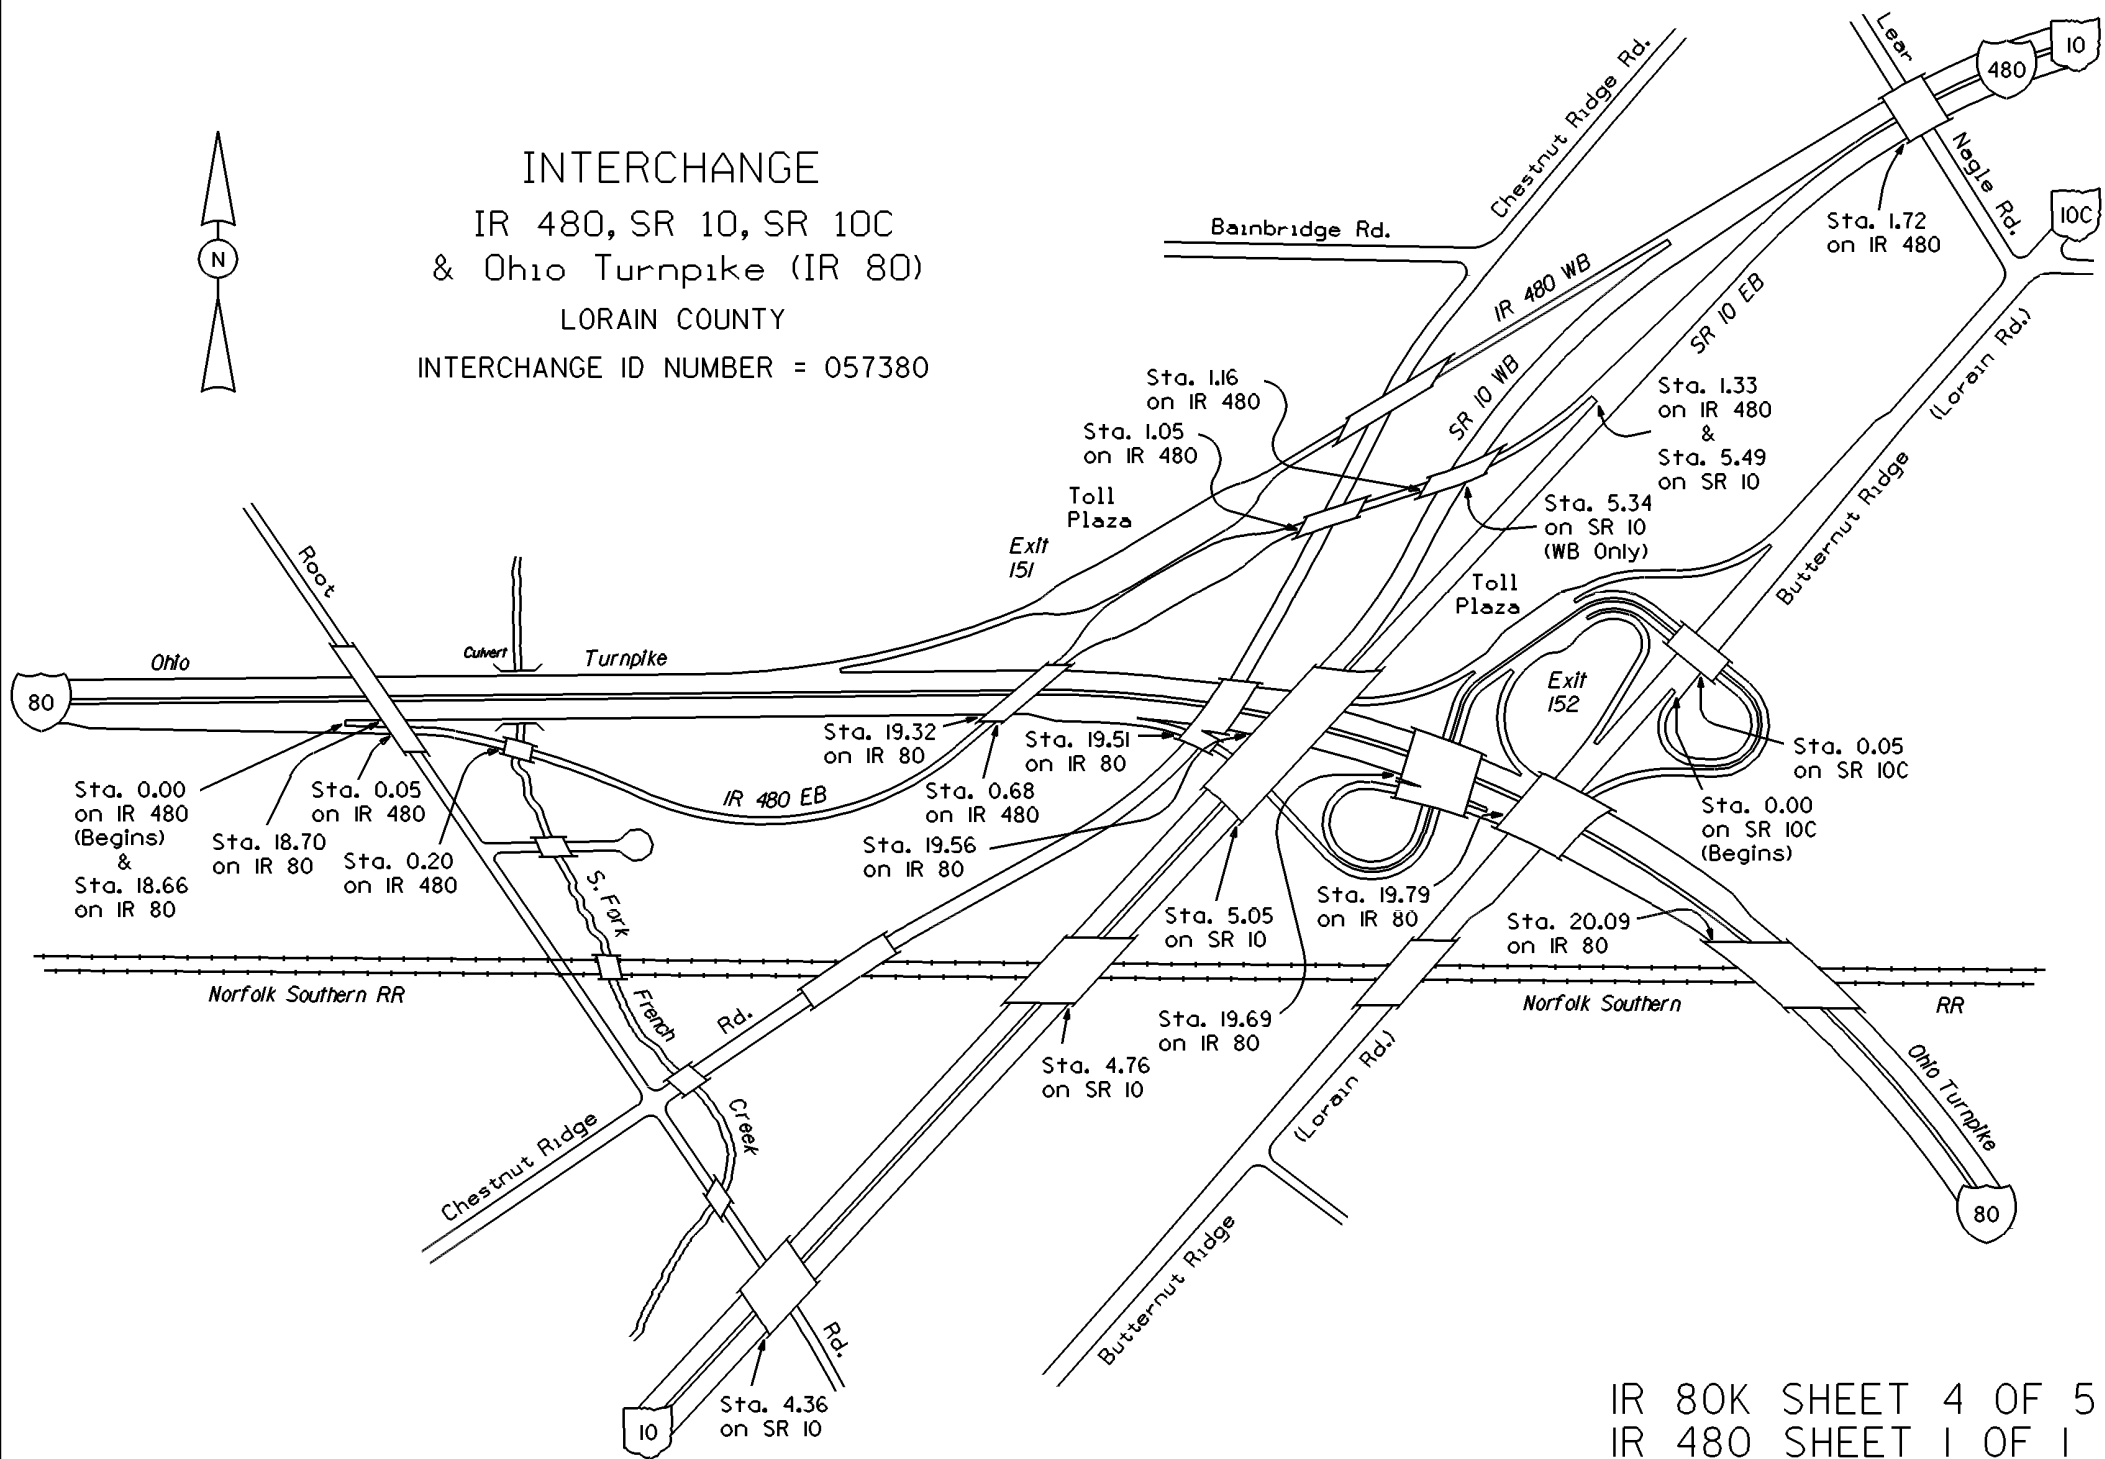 INTERCHANGE
IR 480, SR 10, SR 10C
& Ohio Turnpike (IR 80)
LORAIN COUNTY
INTERCHANGE ID NUMBER = 057380
N
Lear
480
10
10C
Nagle Rd.
Chestnut Ridge Rd.
Bainbridge Rd.
Sta. 1.72
on IR 480
IR 480 WB
SR 10 EB
SR 10 WB
(Lorain Rd.)
Butternut Ridge
Sta. 1.16
on IR 480
Sta. 1.05
on IR 480
Sta. 1.33
on IR 480
&
Sta. 5.49
on SR 10
Sta. 5.34
on SR 10
(WB Only)
Toll
Plaza
Exit
151
Toll
Plaza
Exit
152
Root
Culvert
Ohio
Turnpike
80
Sta. 0.00
on IR 480
(Begins)
&
Sta. 18.66
on IR 80
Sta. 18.70
on IR 80
Sta. 0.05
on IR 480
Sta. 0.20
on IR 480
IR 480 EB
Sta. 19.32
on IR 80
Sta. 0.68
on IR 480
Sta. 19.51
on IR 80
Sta. 19.56
on IR 80
Sta. 0.05
on SR 10C
Sta. 0.00
on SR 10C
(Begins)
Sta. 5.05
on SR 10
Sta. 19.79
on IR 80
Sta. 20.09
on IR 80
Sta. 19.69
on IR 80
Sta. 4.76
on SR 10
S. Fork
French
Creek
Norfolk Southern RR
Norfolk Southern
RR
Rd.
Chestnut Ridge
(Lorain Rd.)
Butternut Ridge
Ohio Turnpike
80
Rd.
Sta. 4.36
on SR 10
10
IR 80K SHEET 4 OF 5
IR 480 SHEET 1 OF 1